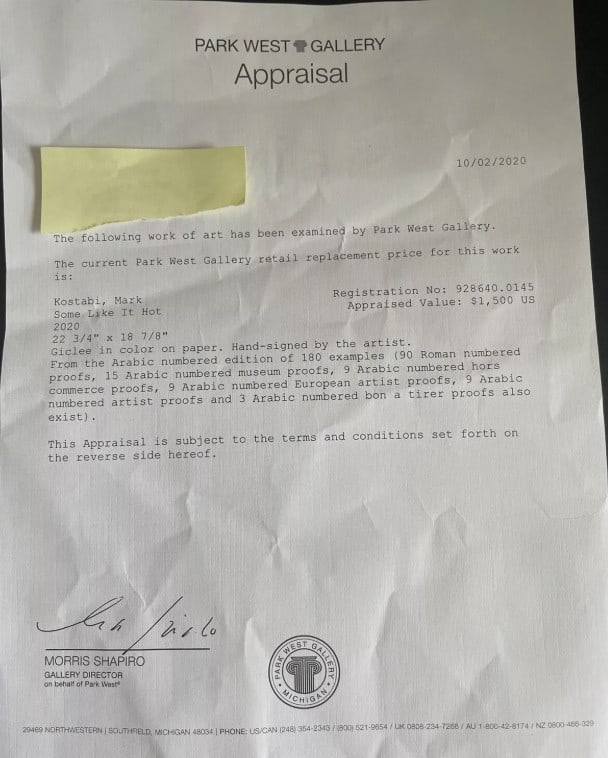 PARK WEST GALLERY
Appraisal
10/02/2020
The following work of art has been examined by Park West Gallery.
The current Park West Gallery retail replacement price for this work
is:
Kostabi, Mark
Registration No: 928640.0145
Some Like It Hot
Appraised Value: $1,500 US
2020
22 3/4" x 18 7/8"
Giclee in color on paper. Hand-signed by the artist.
From the Arabic numbered edition of 180 examples (90 Roman numbered
proofs, 15 Arabic numbered museum proofs, 9 Arabic numbered hors
commerce proofs, 9 Arabic numbered European artist proofs, 9 Arabic
numbered artist proofs and 3 Arabic numbered bon a tirer proofs also
exist).
This Appraisal is subject to the terms and conditions set forth on
the reverse side hereof.
MORRIS SHAPIRO
GALLERY DIRECTOR
on behalf of Park West®
PARK WEST GALLERY
MICHIGAN
29469 NORTHWESTERN | SOUTHFIELD, MICHIGAN 48034 | PHONE: US/CAN (248) 354-2343 / (800) 521-9654 / UK 0808-234-7268 / AU 1-800-42-8174 / NZ 0800-466-329